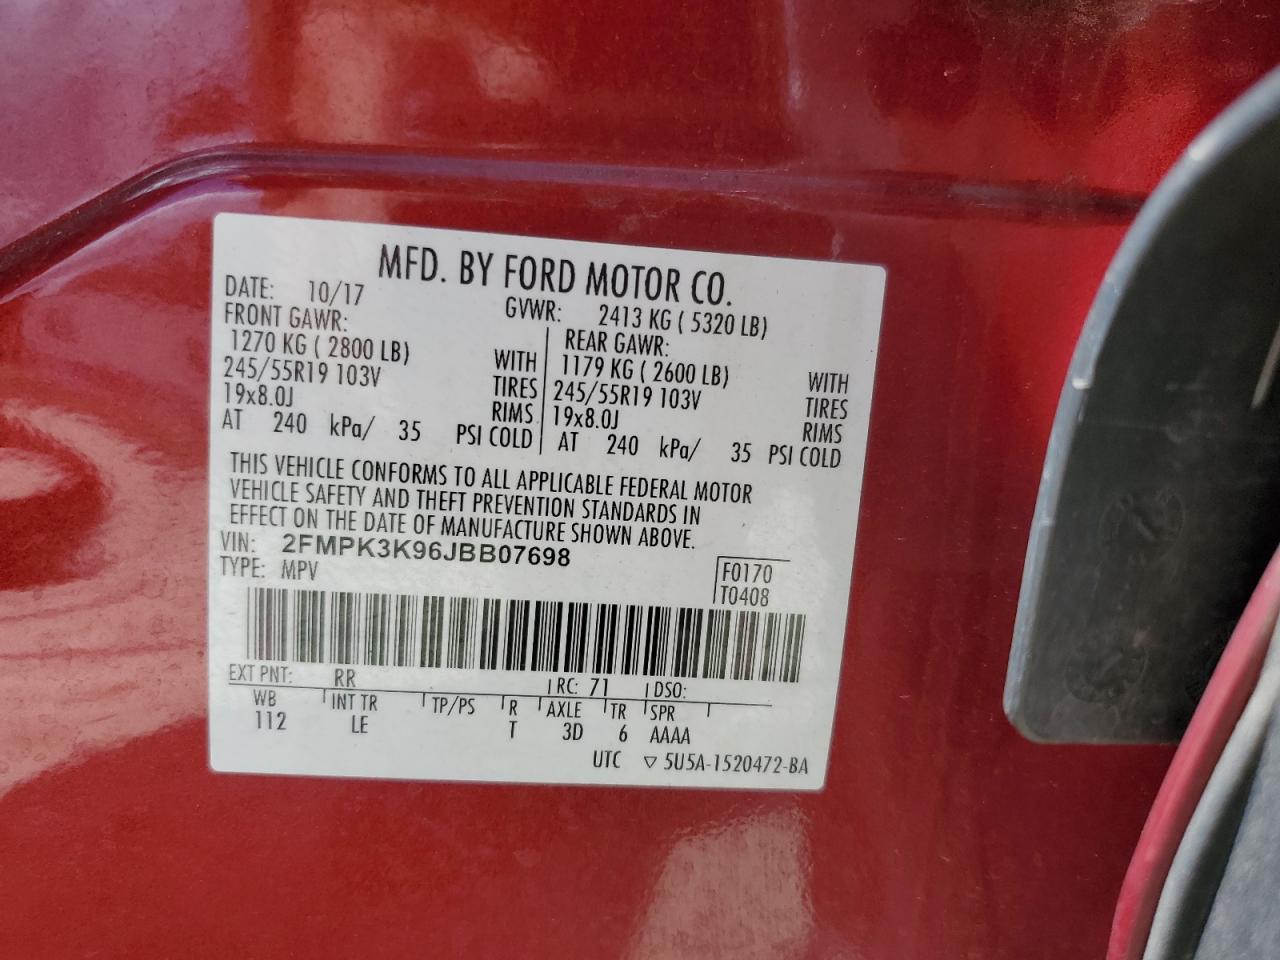 MFD. BY FORD MOTOR CO.
DATE: 10/17 GVWR: 2413 KG ( 5320 LB)
FRONT GAWR: REAR GAWR:
1270 KG ( 2800 LB) WITH 1179 KG ( 2600 LB) WITH
245/55R19 103V TIRES 245/55R19 103V TIRES
19x8.0J RIMS 19x8.0J RIMS
AT 240 kPa/ 35 PSI COLD AT 240 kPa/ 35 PSI COLD
THIS VEHICLE CONFORMS TO ALL APPLICABLE FEDERAL MOTOR
VEHICLE SAFETY AND THEFT PREVENTION STANDARDS IN
EFFECT ON THE DATE OF MANUFACTURE SHOWN ABOVE.
VIN: 2FMPK3K96JBB07698
TYPE: MPV F0170
T0408
EXT PNT: RR RC: 71 DSO:
WB INT TR TP/PS R AXLE TR SPR
112 LE T 3D 6 AAAA
UTC ▽ 5U5A-1520472-BA